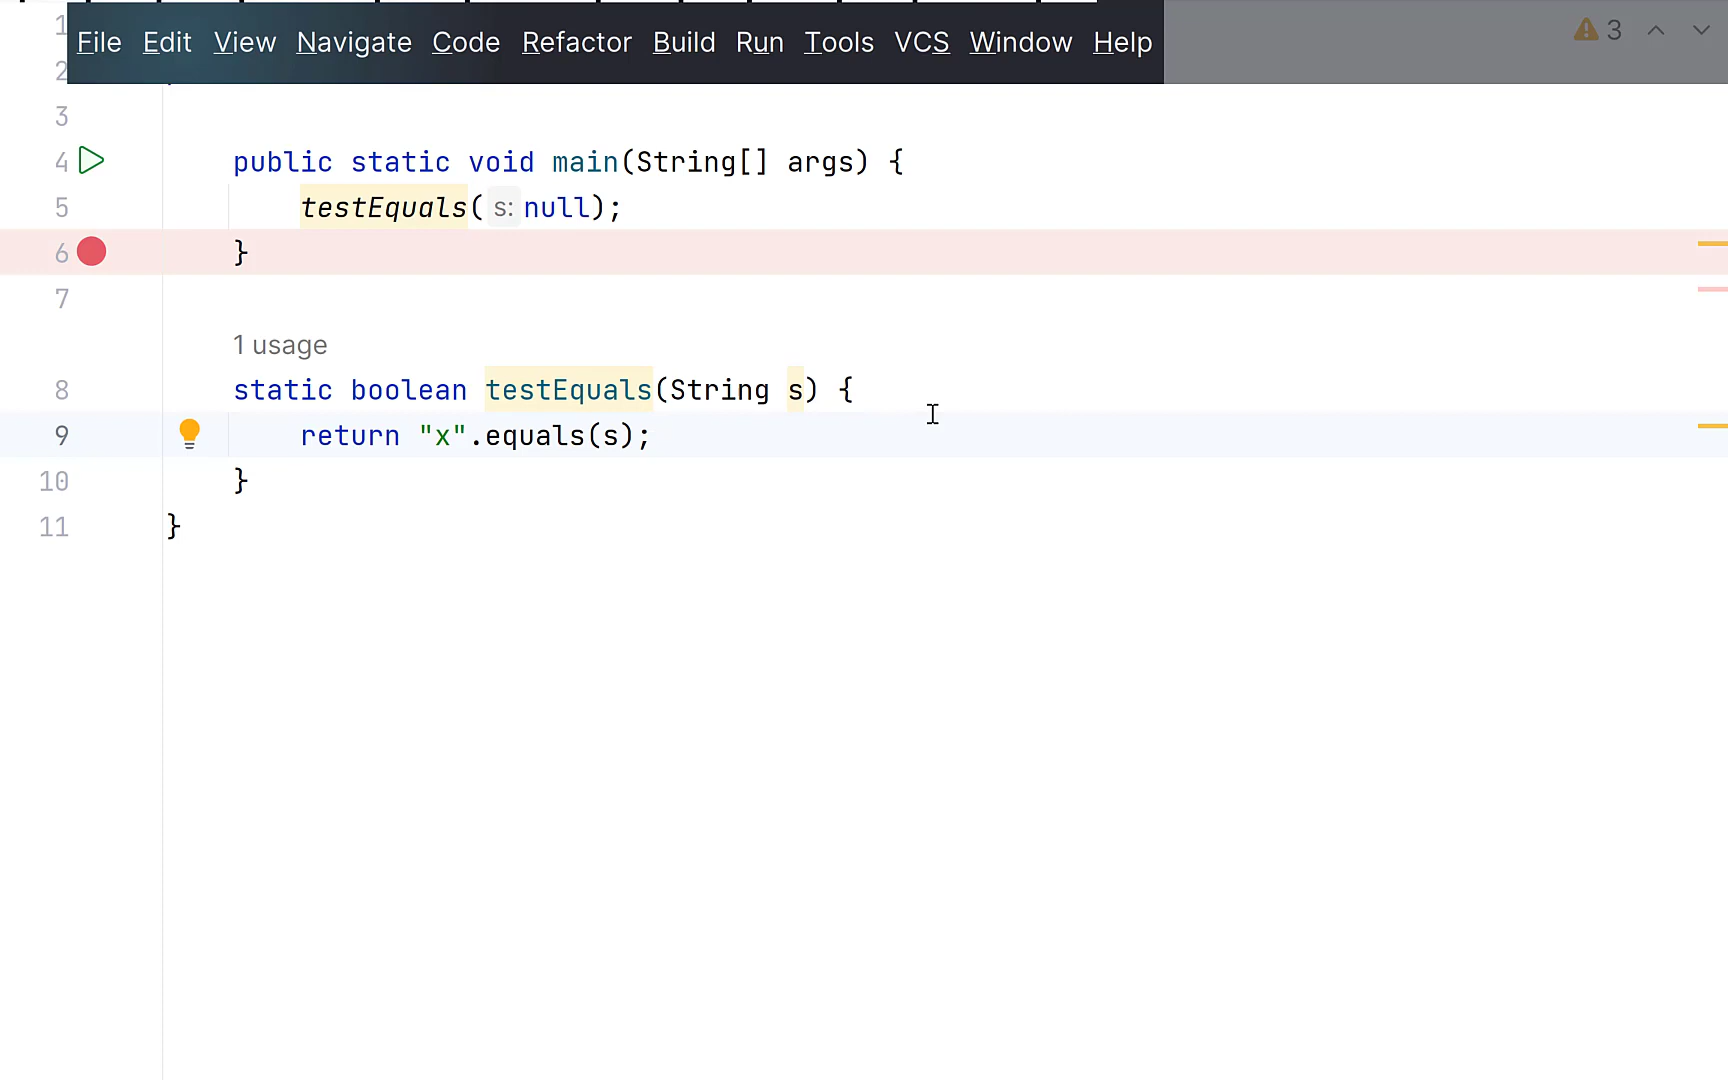 File Edit View Navigate Code Refactor Build Run Tools VCS Window Help
3
1
2
3
4 public static void main(String[] args) {
5 testEquals( s: null);
6 }
7
1 usage
8 static boolean testEquals(String s) {
9 return "x".equals(s);
10 }
11 }